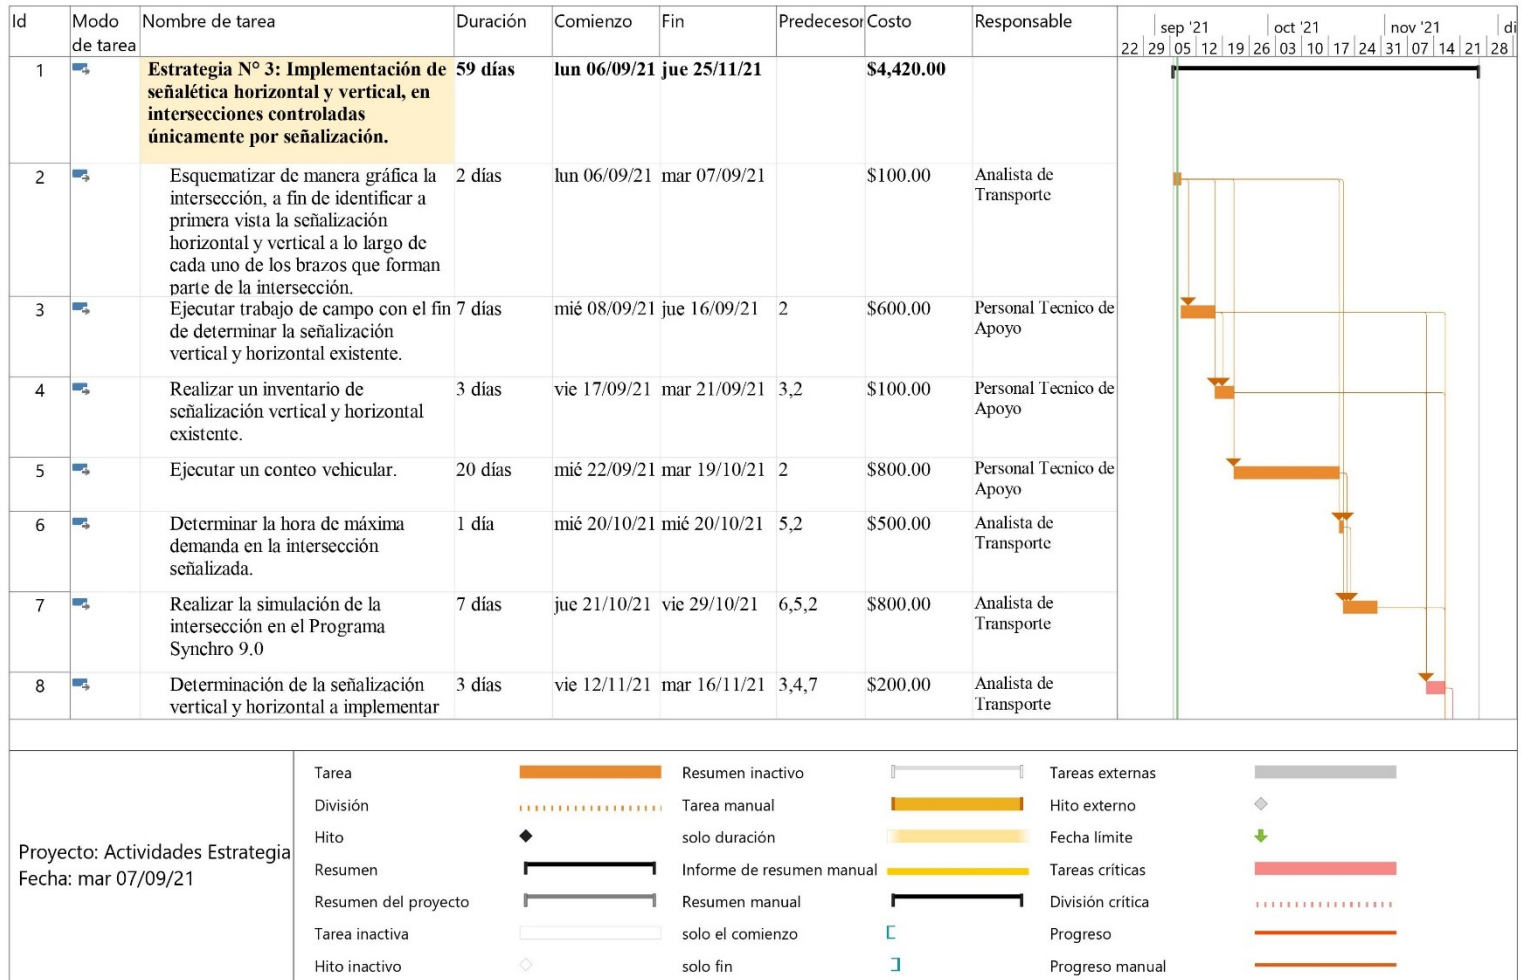 Id Modo de tarea Nombre de tarea Duración Comienzo Fin Predecesor Costo Responsable
sep '21 oct '21 nov '21 di
22 29 05 12 19 26 03 10 17 24 31 07 14 21 28
1 Estrategia N° 3: Implementación de 59 días lun 06/09/21 jue 25/11/21 $4,420.00
señalética horizontal y vertical, en
intersecciones controladas
únicamente por señalización.
2 Esquematizar de manera gráfica la 2 días lun 06/09/21 mar 07/09/21 $100.00 Analista de
intersección, a fin de identificar a Transporte
primera vista la señalización
horizontal y vertical a lo largo de
cada uno de los brazos que forman
parte de la intersección.
3 Ejecutar trabajo de campo con el fin 7 días mié 08/09/21 jue 16/09/21 2 $600.00 Personal Tecnico de
de determinar la señalización Apoyo
vertical y horizontal existente.
4 Realizar un inventario de 3 días vie 17/09/21 mar 21/09/21 3,2 $100.00 Personal Tecnico de
señalización vertical y horizontal Apoyo
existente.
5 Ejecutar un conteo vehicular. 20 días mié 22/09/21 mar 19/10/21 2 $800.00 Personal Tecnico de
Apoyo
6 Determinar la hora de máxima 1 día mié 20/10/21 mié 20/10/21 5,2 $500.00 Analista de
demanda en la intersección Transporte
señalizada.
7 Realizar la simulación de la 7 días jue 21/10/21 vie 29/10/21 6,5,2 $800.00 Analista de
intersección en el Programa Transporte
Synchro 9.0
8 Determinación de la señalización 3 días vie 12/11/21 mar 16/11/21 3,4,7 $200.00 Analista de
vertical y horizontal a implementar Transporte
Proyecto: Actividades Estrategia
Fecha: mar 07/09/21
Tarea Resumen inactivo Tareas externas
División Tarea manual Hito externo
Hito solo duración Fecha límite
Resumen Informe de resumen manual Tareas críticas
Resumen del proyecto Resumen manual División crítica
Tarea inactiva solo el comienzo Progreso
Hito inactivo solo fin Progreso manual